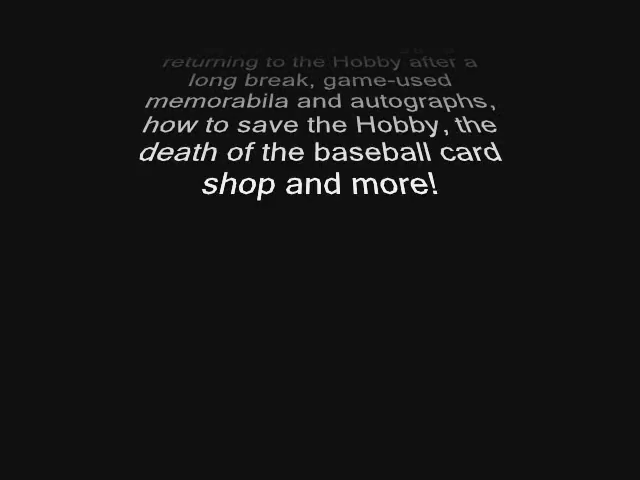 returning to the Hobby after a
long break, game-used
memorabila and autographs,
how to save the Hobby, the
death of the baseball card
shop and more!